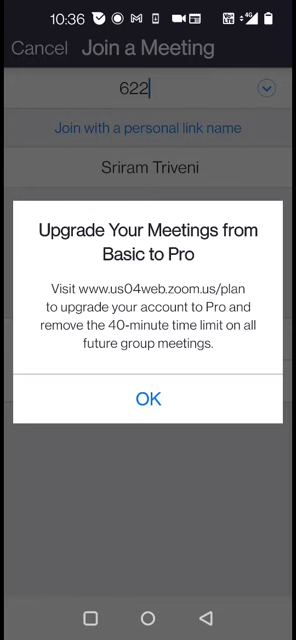 10:36
4G
Cancel Join a Meeting
622
Join with a personal link name
Sriram Triveni
Upgrade Your Meetings from
Basic to Pro
Visit www.us04web.zoom.us/plan
to upgrade your account to Pro and
remove the 40-minute time limit on all
future group meetings.
OK